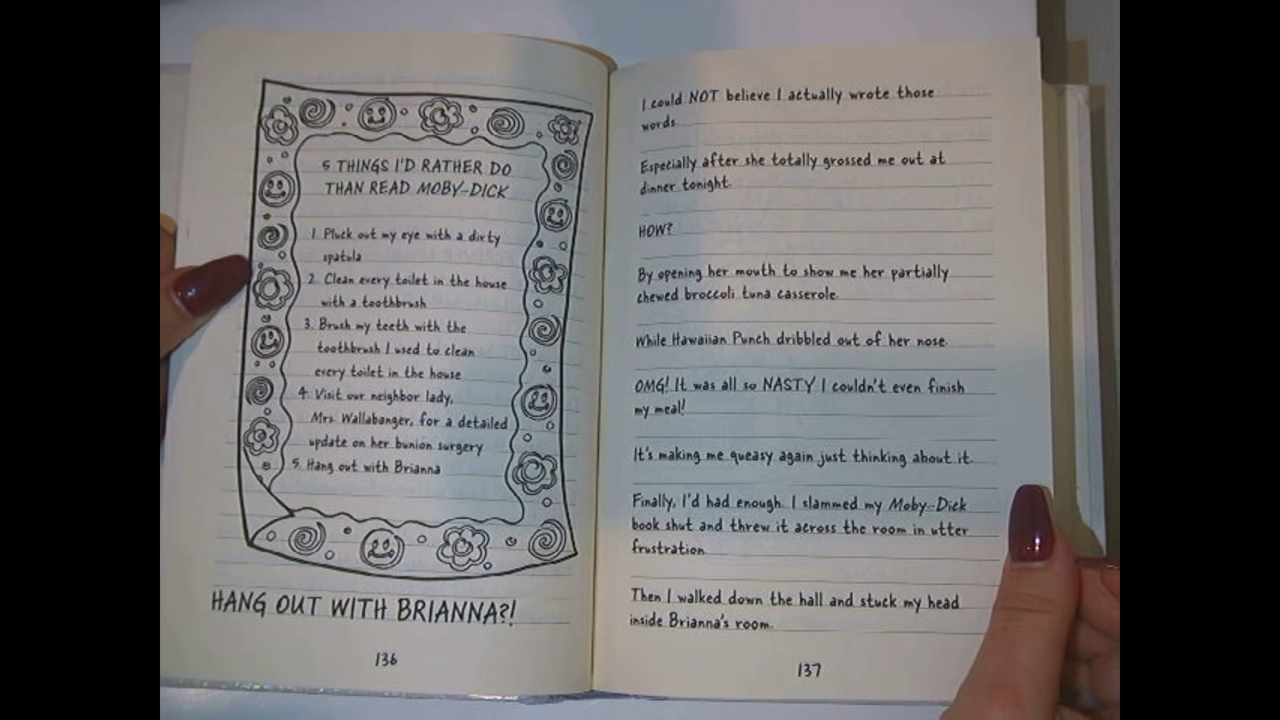 5 THINGS I'D RATHER DO
THAN READ MOBY-DICK
1. Pluck out my eye with a dirty
spatula
2. Clean every toilet in the house
with a toothbrush
3. Brush my teeth with the
toothbrush I used to clean
every toilet in the house
4. Visit our neighbor lady,
Mrs. Wallabanger, for a detailed
update on her bunion surgery
5. Hang out with Brianna
HANG OUT WITH BRIANNA?!
136
I could NOT believe I actually wrote those
words.
Especially after she totally grossed me out at
dinner tonight.
HOW?
By opening her mouth to show me her partially
chewed broccoli tuna casserole.
While Hawaiian Punch dribbled out of her nose.
OMG! It was all so NASTY I couldn't even finish
my meal!
It's making me queasy again just thinking about it.
Finally, I'd had enough. I slammed my Moby-Dick
book shut and threw it across the room in utter
frustration.
Then I walked down the hall and stuck my head
inside Brianna's room.
137